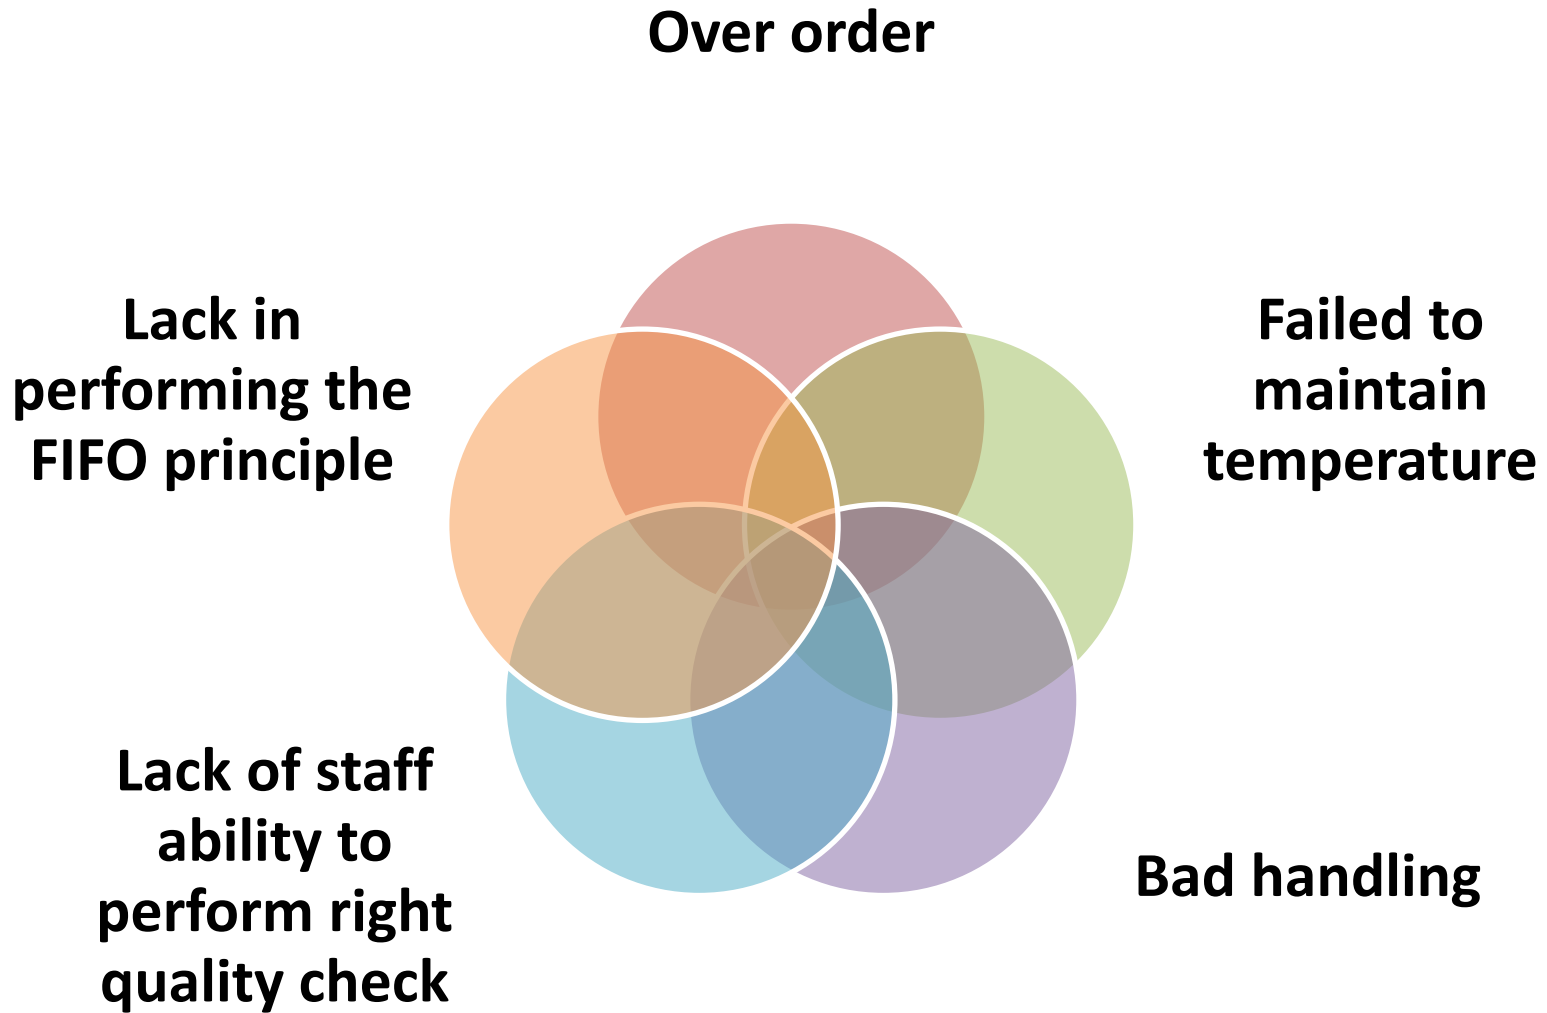 Over order
Lack in
performing the
FIFO principle
Failed to
maintain
temperature
Lack of staff
ability to
perform right
quality check
Bad handling